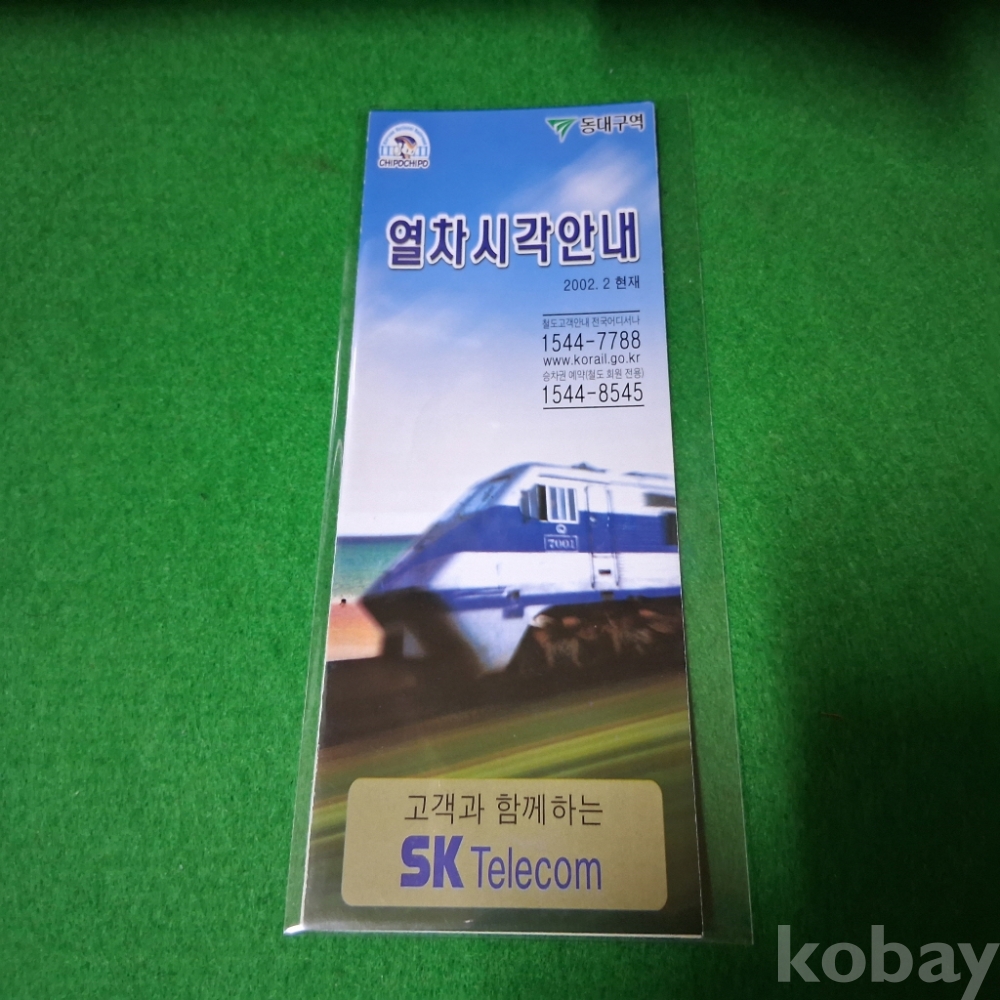 CHIPOCHIPO
동대구역
열차시각안내
2002. 2 현재
철도고객안내 전국어디서나
1544-7788
www.korail.go.kr
승차권 예약(철도 회원 전용)
1544-8545
7001
고객과 함께하는
SK Telecom
kobay